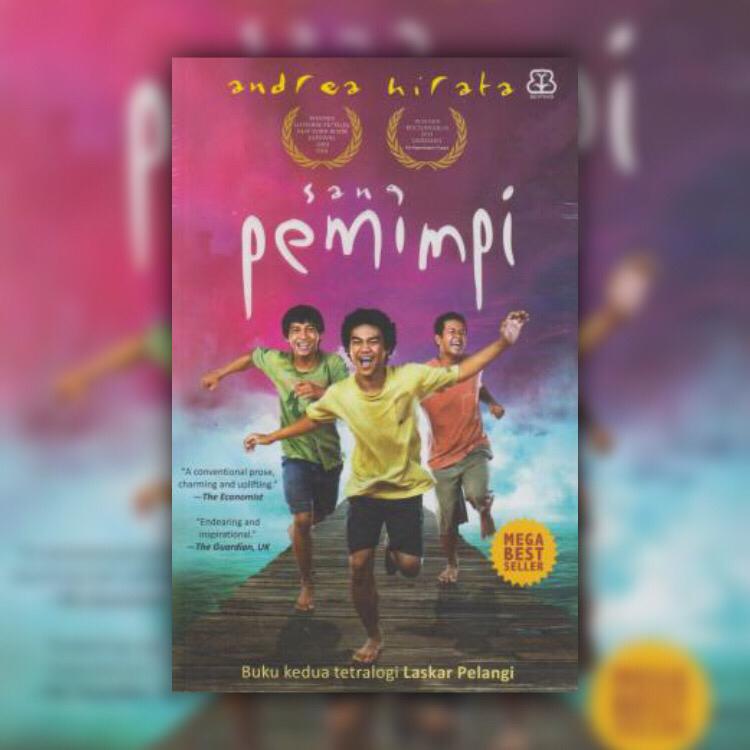 andrea hirata
BENTANG
sang
pemimpi
"A conventional prose,
charming and uplifting."
—The Economist
"Endearing and
inspirational."
—The Guardian, UK
MEGA
BEST
SELLER
Buku kedua tetralogi Laskar Pelangi